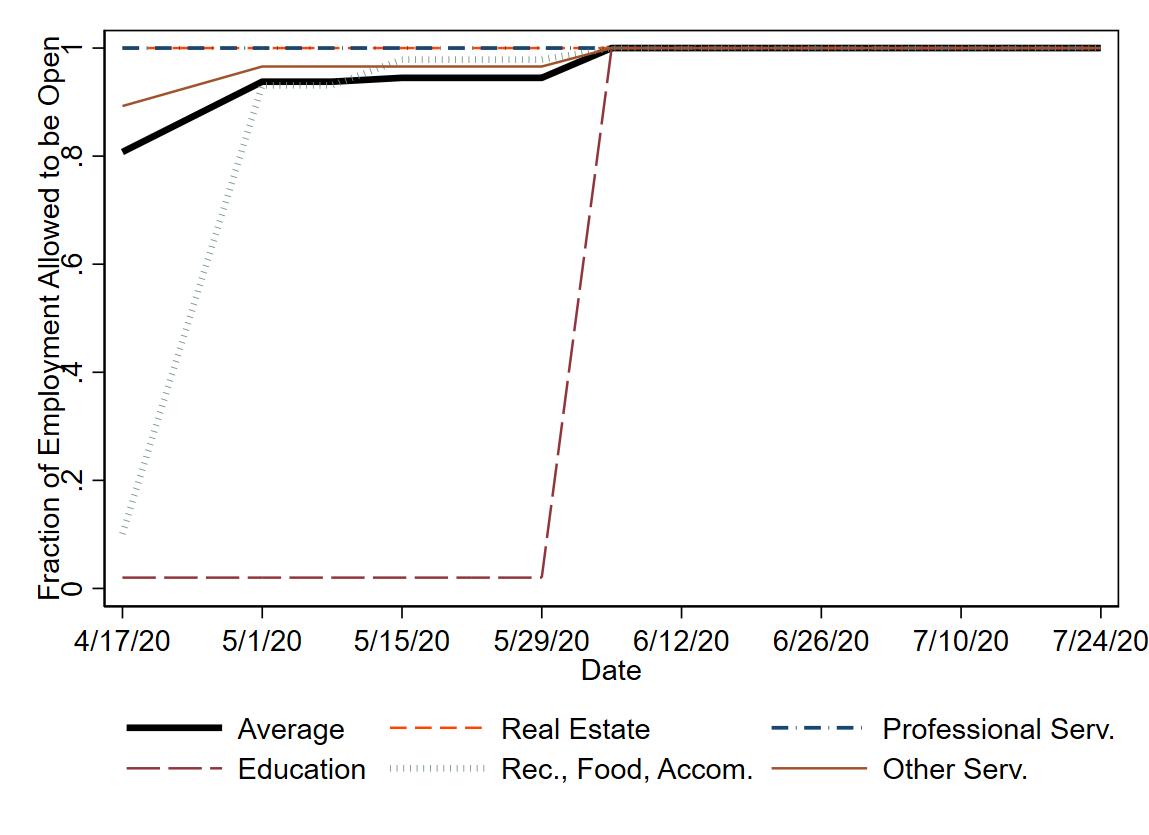 Fraction of Employment Allowed to be Open
1
.8
.6
.4
.2
0
4/17/20 5/1/20 5/15/20 5/29/20 6/12/20 6/26/20 7/10/20 7/24/20
Date
Average Real Estate Professional Serv.
Education Rec., Food, Accom. Other Serv.